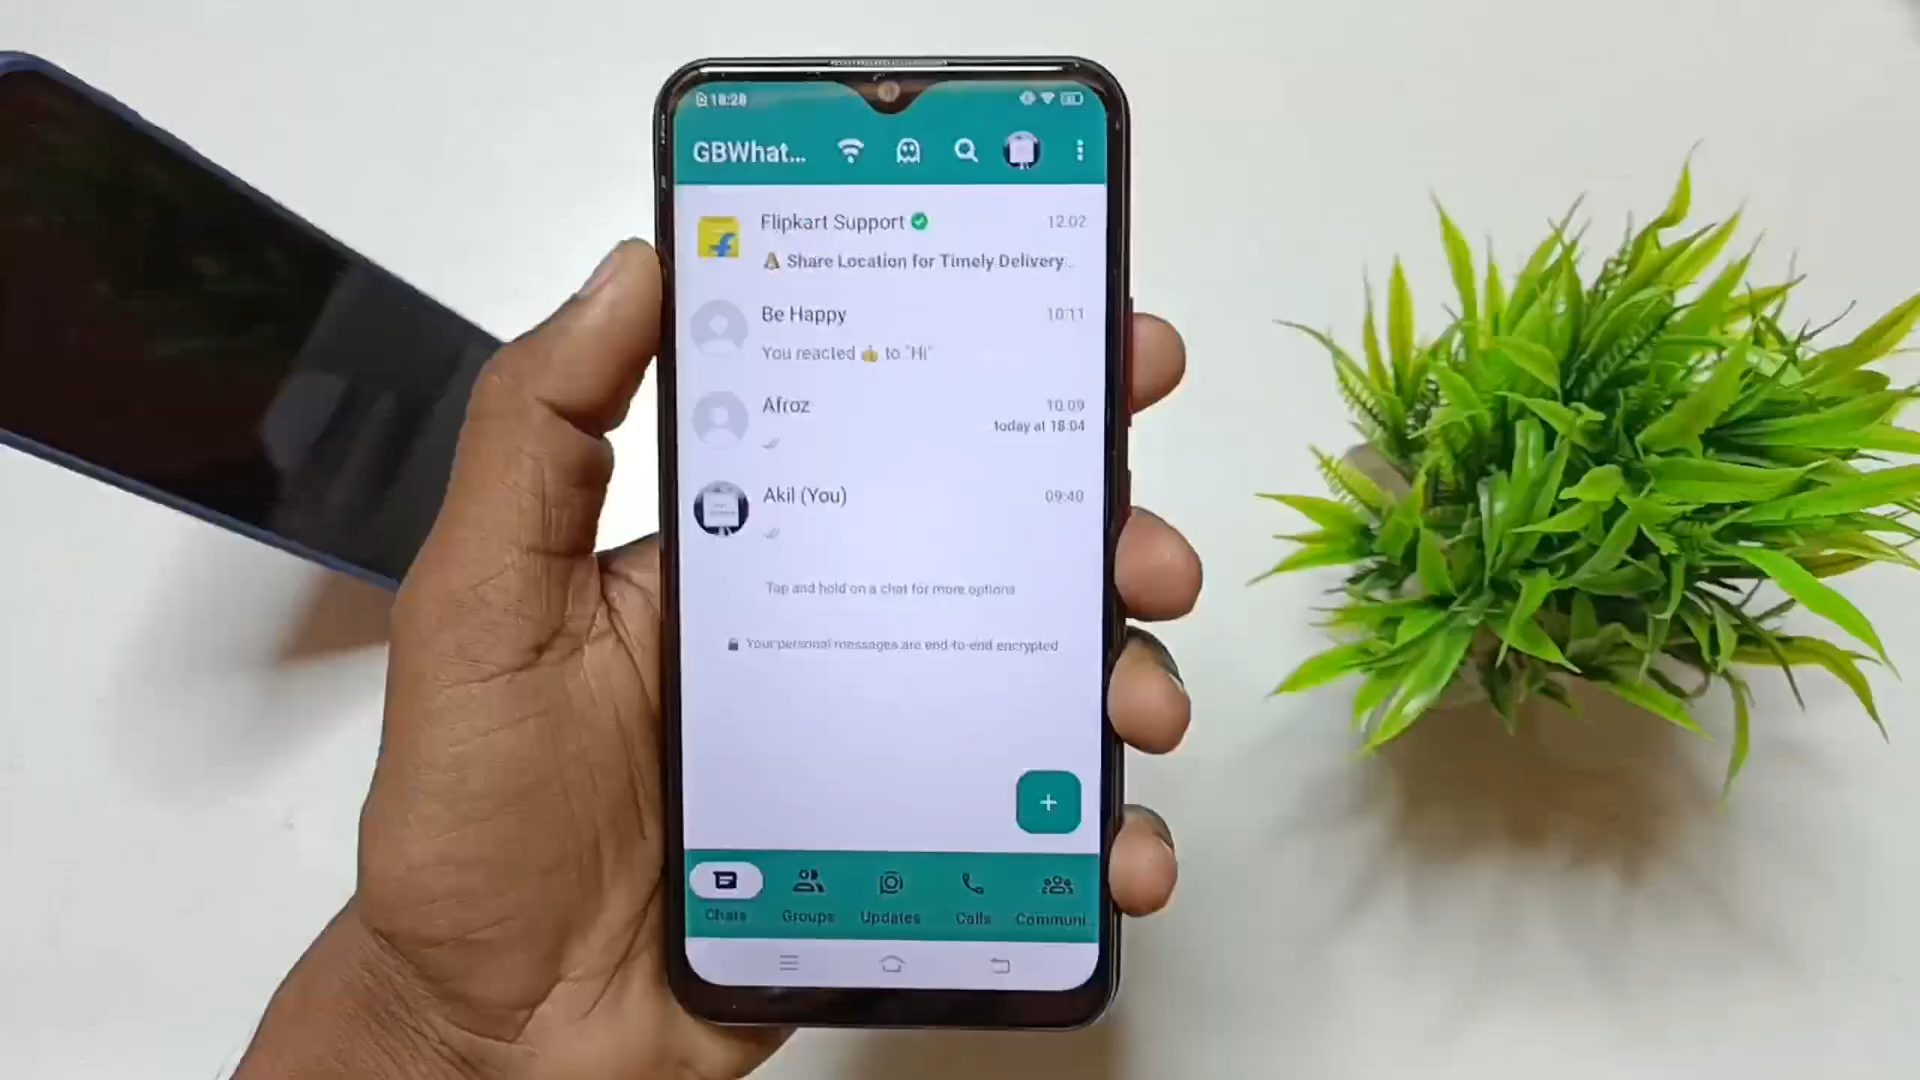 18:28
GBWhat...
Flipkart Support
12.02
Share Location for Timely Delivery...
Be Happy
10:11
You reacted 👍 to "Hi"
Afroz
10.09
today at 18:04
Akil (You)
09:40
Tap and hold on a chat for more options
Your personal messages are end-to-end encrypted
Chats
Groups
Updates
Calls
Communi...